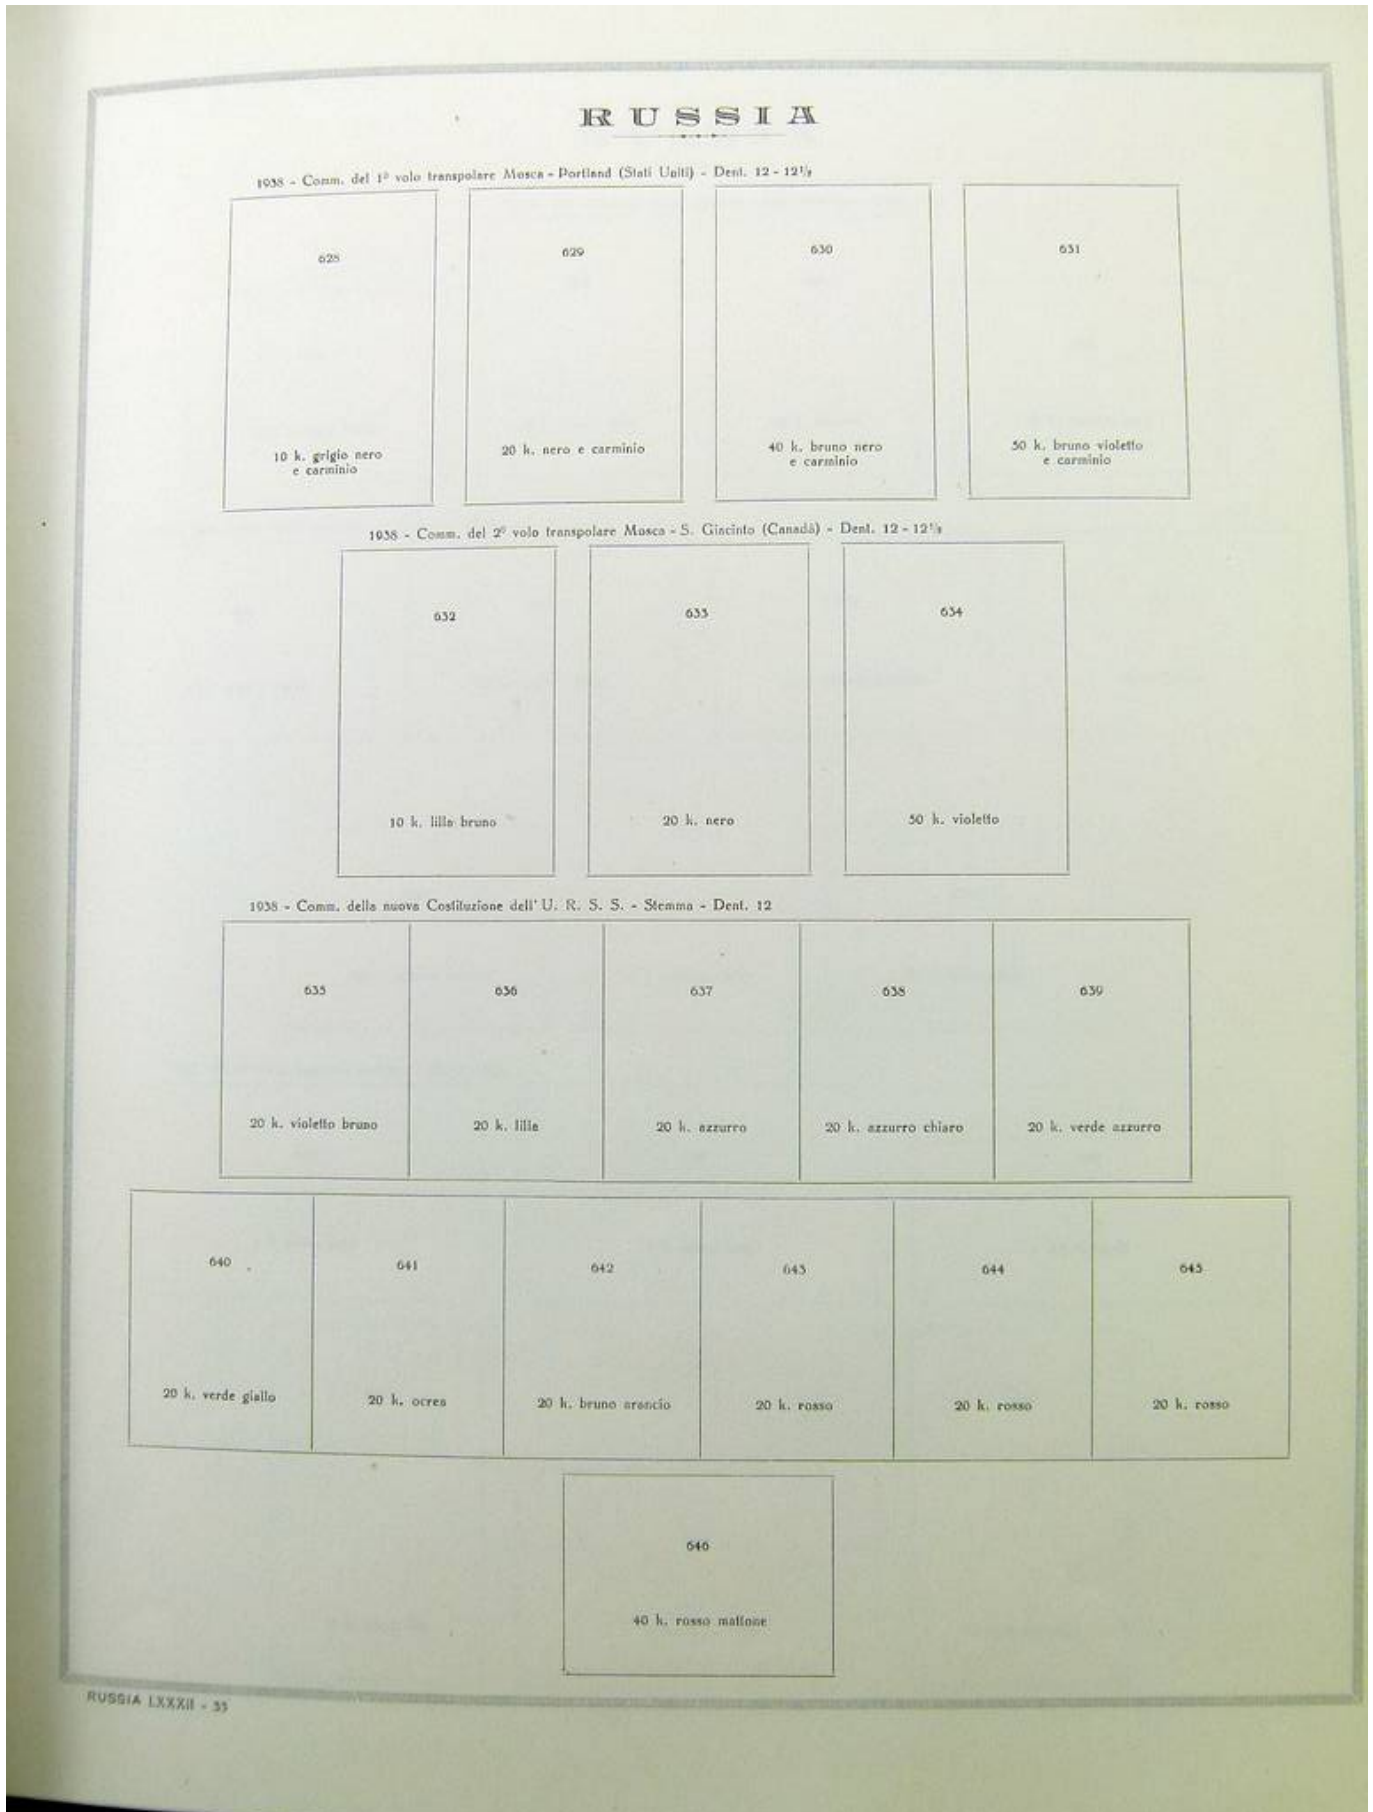 RUSSIA
1938 - Comm. del 1º volo transpolare Mosca - Portland (Stati Uniti) - Dent. 12 - 12½
628
629
630
631
10 k. grigio nero
e carminio
20 k. nero e carminio
40 k. bruno nero
e carminio
50 k. bruno violetto
e carminio
1938 - Comm. del 2º volo transpolare Mosca - S. Giacinto (Canadà) - Dent. 12 - 12½
632
633
634
10 k. lilla bruno
20 k. nero
50 k. violetto
1938 - Comm. della nuova Costituzione dell' U. R. S. S. - Stemma - Dent. 12
635
636
637
638
639
20 k. violetto bruno
20 k. lilla
20 k. azzurro
20 k. azzurro chiaro
20 k. verde azzurro
640
641
642
643
644
645
20 k. verde giallo
20 k. ocrea
20 k. bruno arancio
20 k. rosso
20 k. rosso
20 k. rosso
646
40 k. rosso mattone
RUSSIA LXXXII - 53